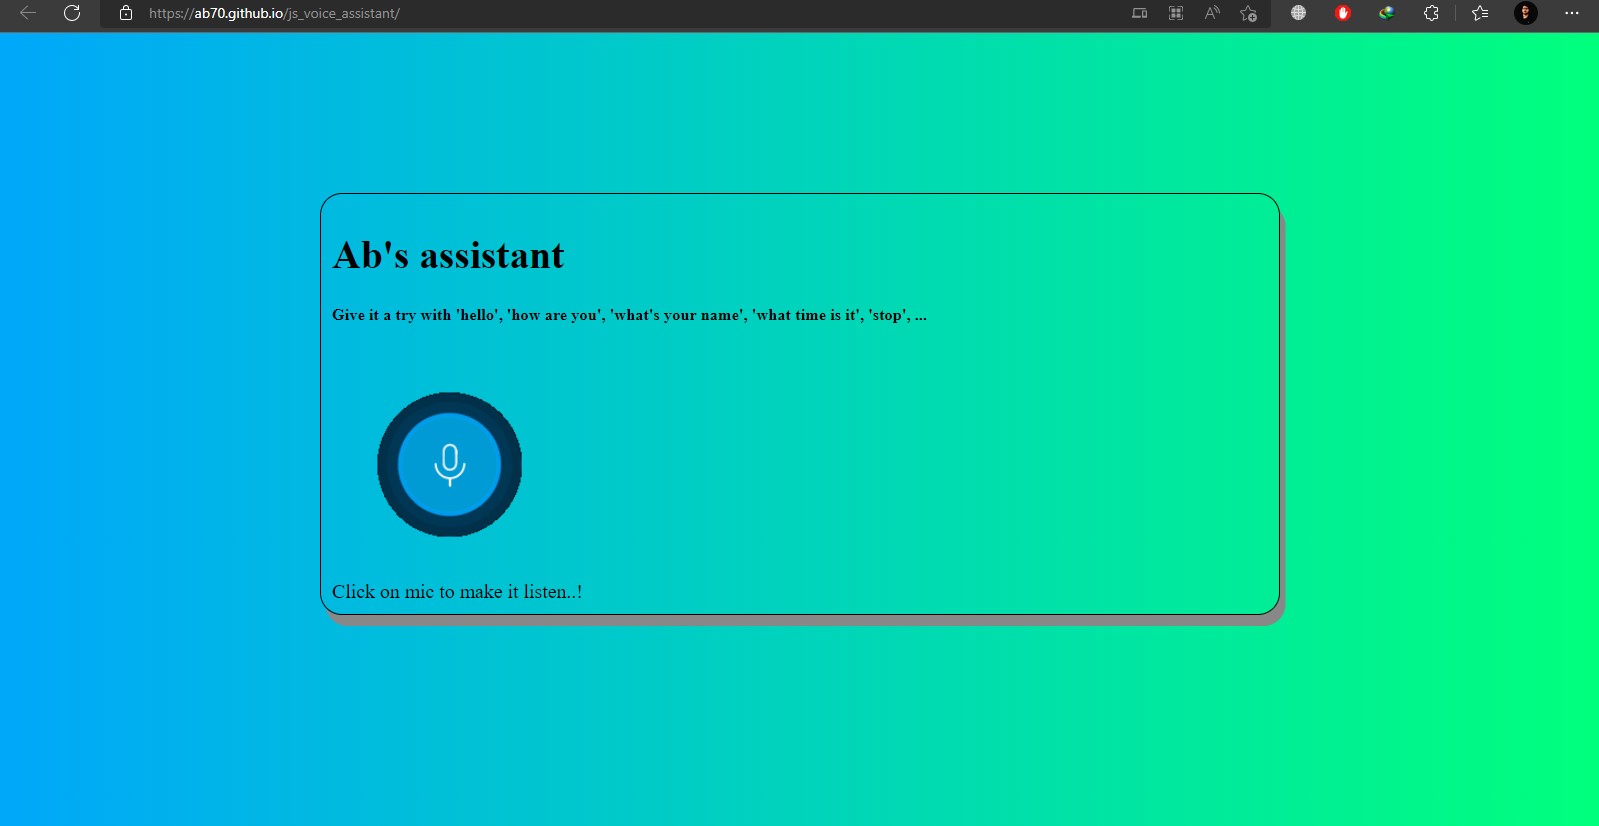 https://ab70.github.io/js_voice_assistant/
Ab's assistant
Give it a try with 'hello', 'how are you', 'what's your name', 'what time is it', 'stop', ...
Click on mic to make it listen..!